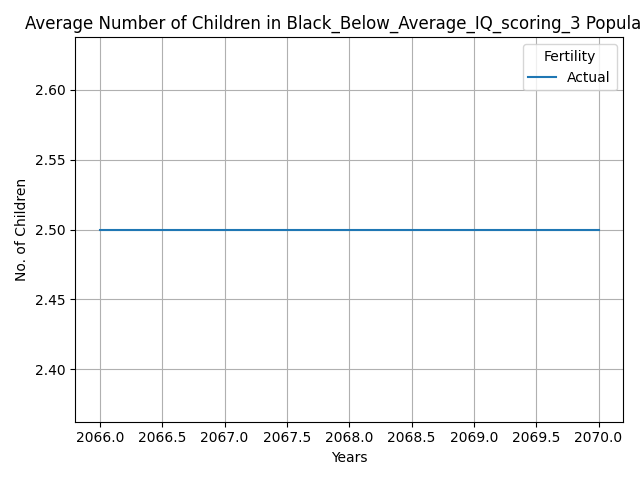 Average Number of Children in Black_Below_Average_IQ_scoring_3 Popula
Fertility
Actual
2.60
2.55
2.50
2.45
2.40
No. of Children
2066.0 2066.5 2067.0 2067.5 2068.0 2068.5 2069.0 2069.5 2070.0
Years